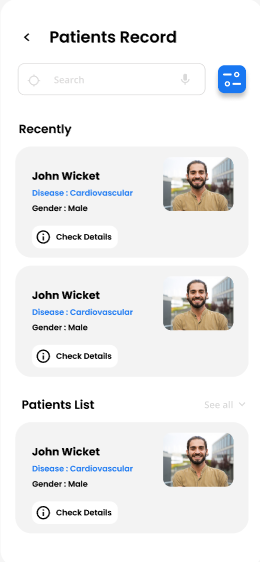 Patients Record
Search
Recently
John Wicket
Disease : Cardiovascular
Gender : Male
Check Details
John Wicket
Disease : Cardiovascular
Gender : Male
Check Details
Patients List
See all
John Wicket
Disease : Cardiovascular
Gender : Male
Check Details